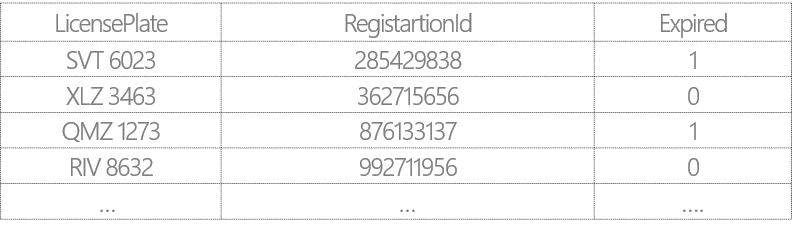 LicensePlate RegistartionId Expired
SVT 6023 285429838 1
XLZ 3463 362715656 0
QMZ 1273 876133137 1
RIV 8632 992711956 0
... ... ....